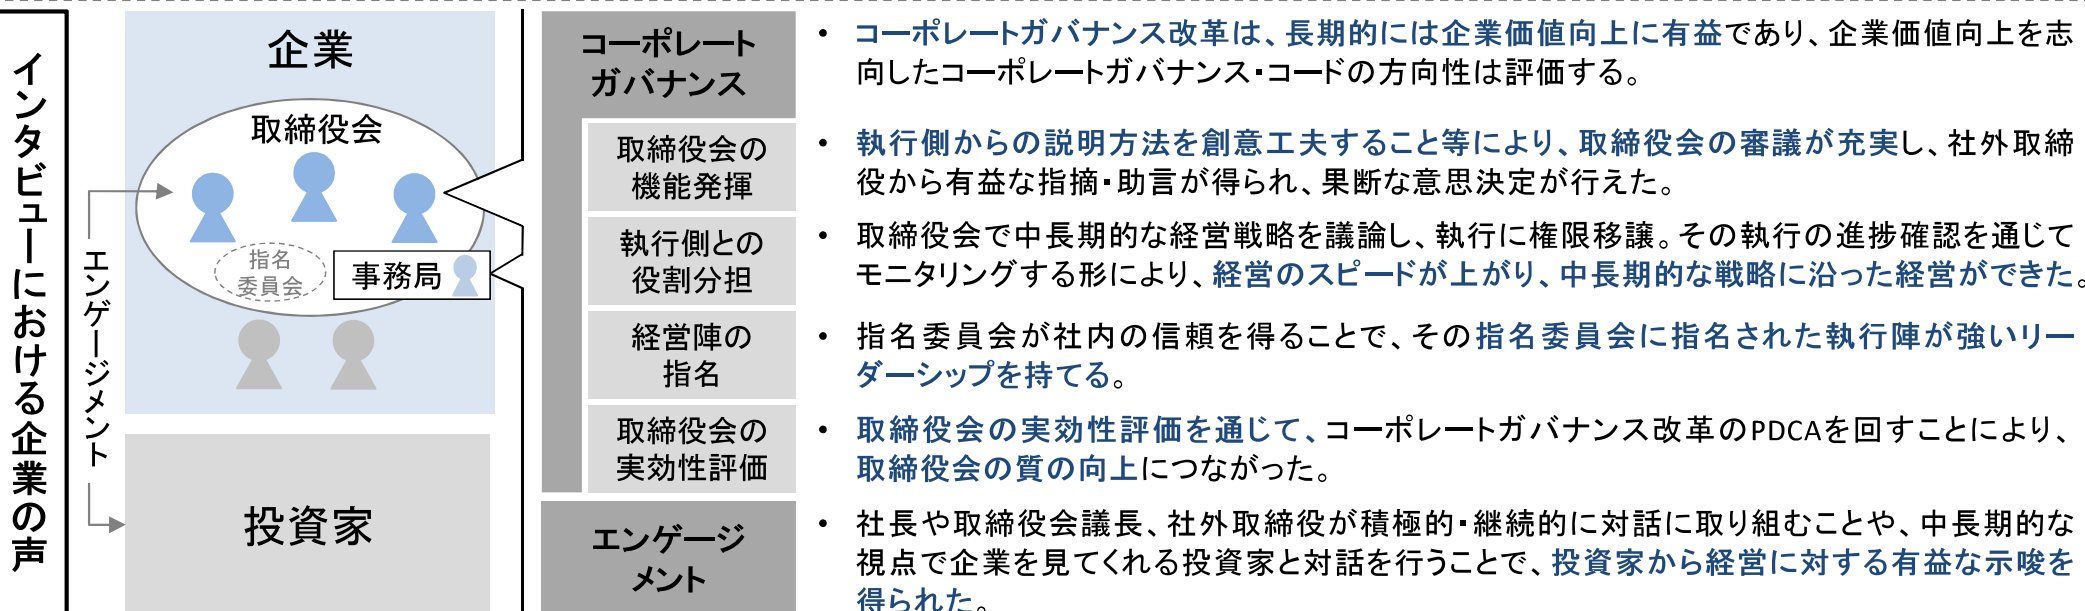 インタビューにおける企業の声
エンゲージメント
企業
取締役会
指名
委員会
事務局
投資家
コーポレート
ガバナンス
• コーポレートガバナンス改革は、長期的には企業価値向上に有益であり、企業価値向上を志
向したコーポレートガバナンス・コードの方向性は評価する。
取締役会の
機能発揮
• 執行側からの説明方法を創意工夫すること等により、取締役会の審議が充実し、社外取締
役から有益な指摘・助言が得られ、果断な意思決定が行えた。
執行側との
役割分担
• 取締役会で中長期的な経営戦略を議論し、執行に権限移譲。その執行の進捗確認を通じて
モニタリングする形により、経営のスピードが上がり、中長期的な戦略に沿った経営ができた。
経営陣の
指名
• 指名委員会が社内の信頼を得ることで、その指名委員会に指名された執行陣が強いリー
ダーシップを持てる。
取締役会の
実効性評価
• 取締役会の実効性評価を通じて、コーポレートガバナンス改革のPDCAを回すことにより、
取締役会の質の向上につながった。
エンゲージ
メント
• 社長や取締役会議長、社外取締役が積極的・継続的に対話に取り組むことや、中長期的な
視点で企業を見てくれる投資家と対話を行うことで、投資家から経営に対する有益な示唆を
得られた。